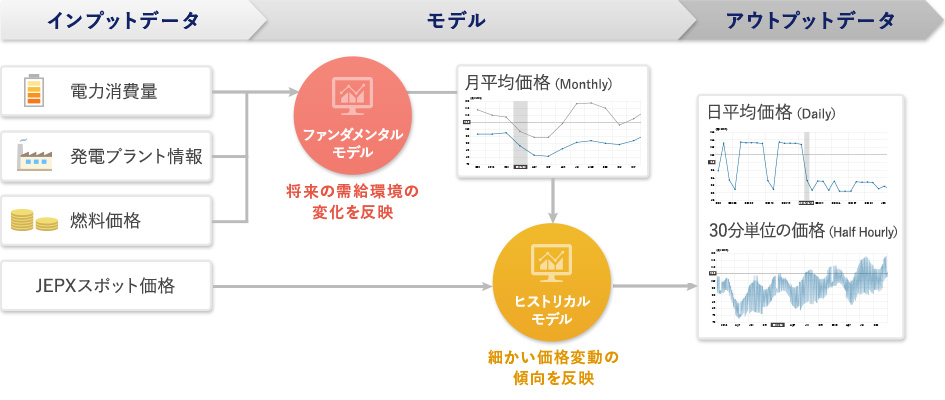 インプットデータ
モデル
アウトプットデータ
電力消費量
発電プラント情報
燃料価格
JEPXスポット価格
ファンダメンタル
モデル
将来の需給環境の
変化を反映
月平均価格 (Monthly)
ヒストリカル
モデル
細かい価格変動の
傾向を反映
日平均価格 (Daily)
30分単位の価格 (Half Hourly)